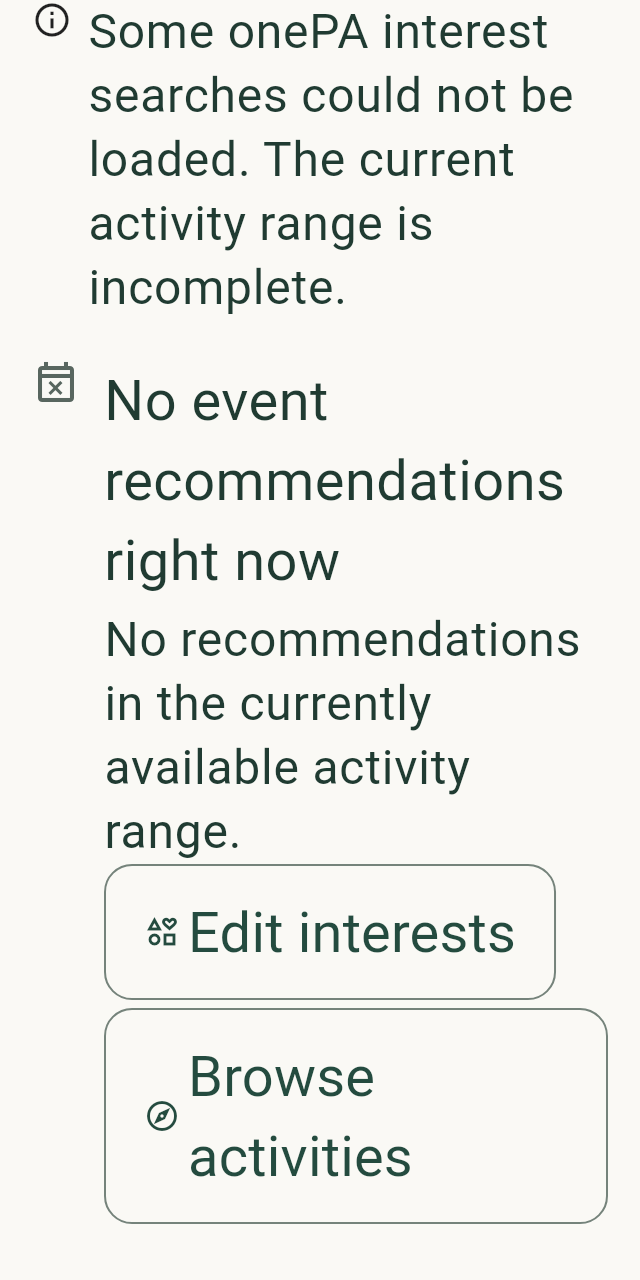 Some onePA interest
searches could not be
loaded. The current
activity range is
incomplete.
No event
recommendations
right now
No recommendations
in the currently
available activity
range.
Edit interests
Browse
activities